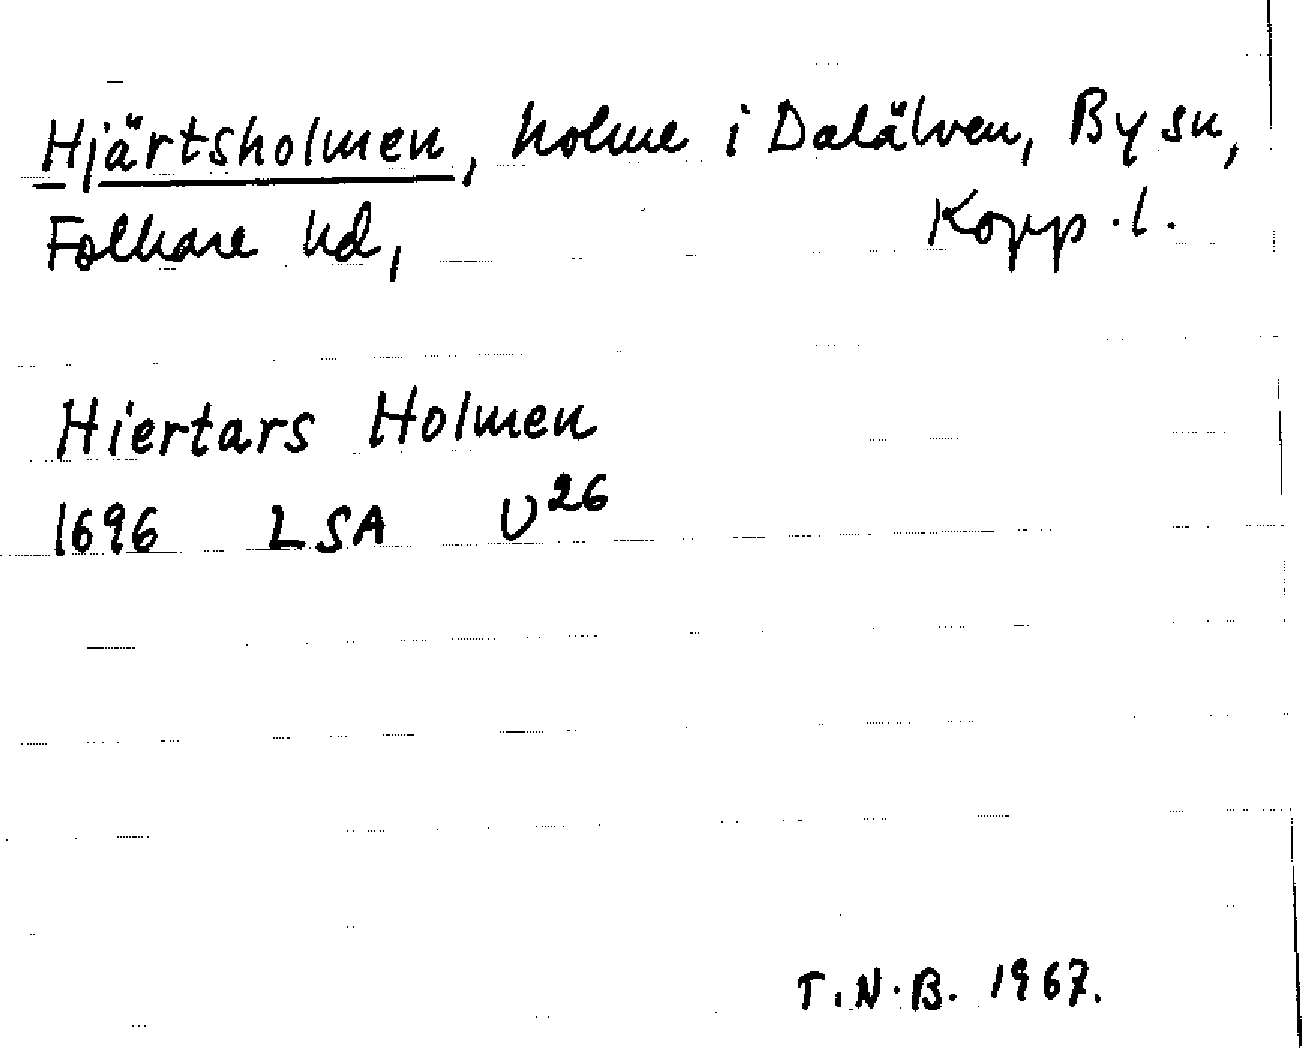 Hjärtsholmen, holme i Dalälven, By sn,
Folkare hd, Kopp. l.
Hiertars Holmen
1696 LSA U26
T.N.B. 1967.